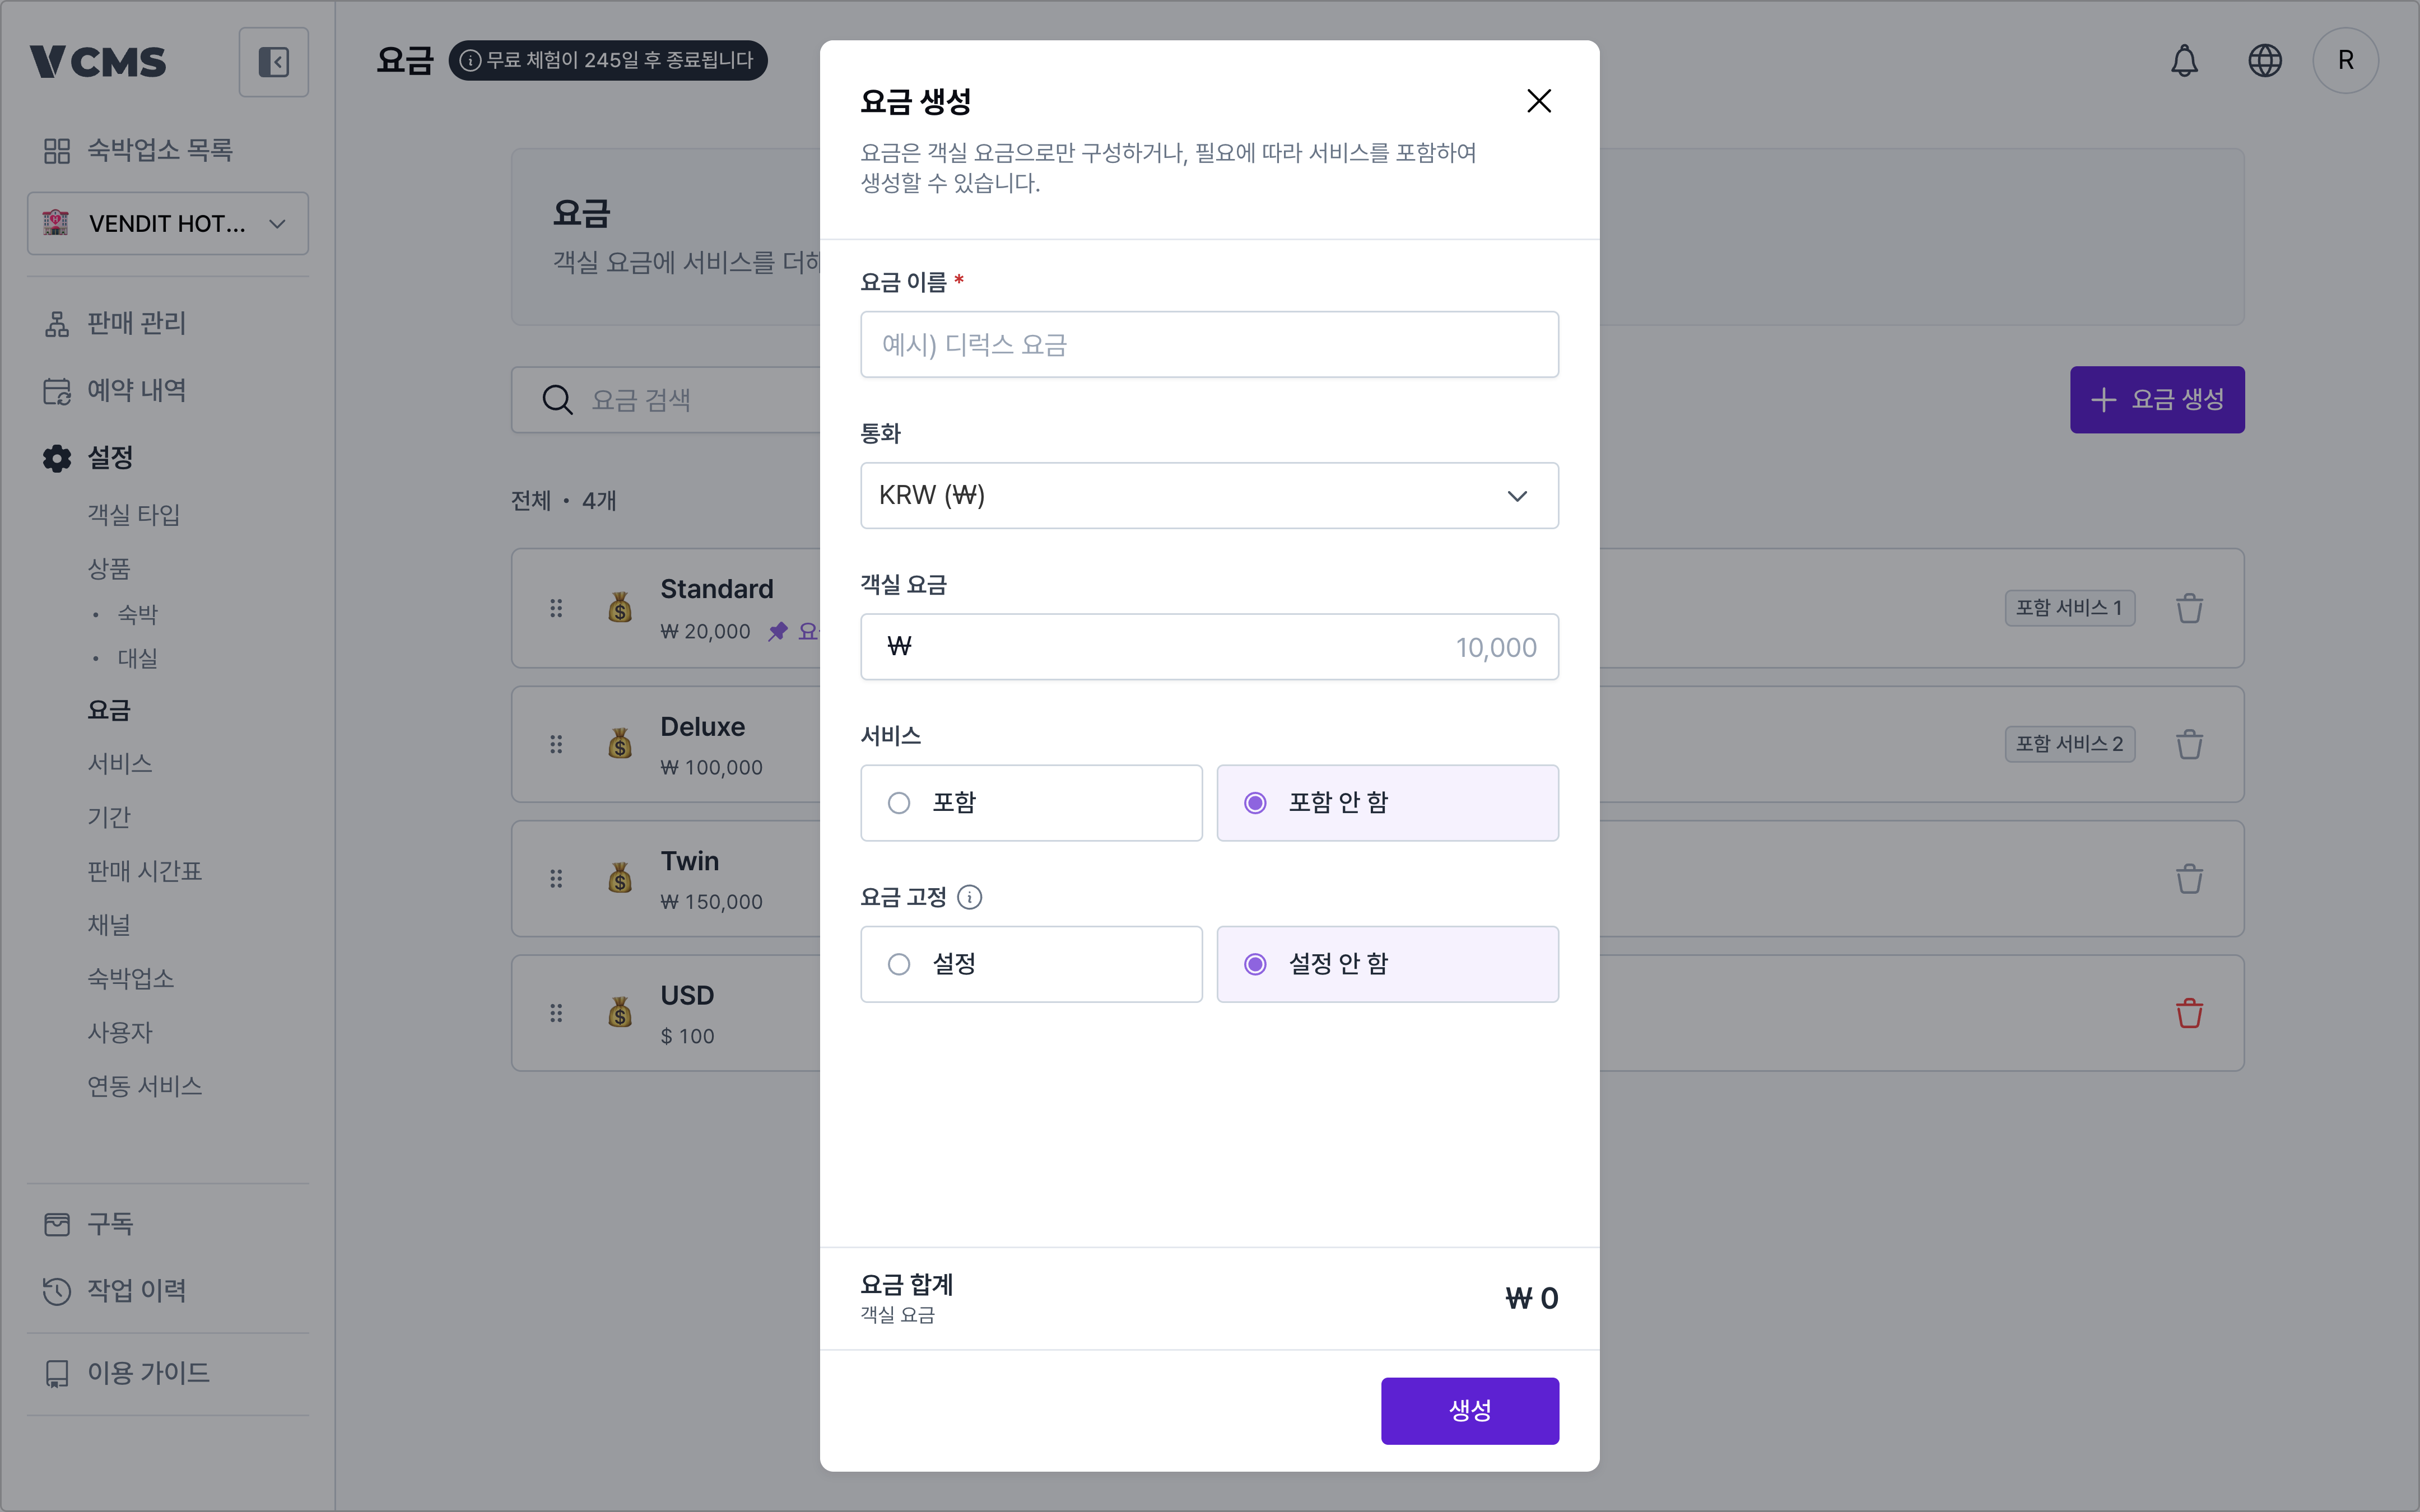 VCMS
숙박업소 목록
VENDIT HOT...
판매 관리
예약 내역
설정
객실 타입
상품
• 숙박
• 대실
요금
서비스
기간
판매 시간표
채널
숙박업소
사용자
연동 서비스
구독
작업 이력
이용 가이드
요금
무료 체험이 245일 후 종료됩니다
R
요금
객실 요금에 서비스를 더해
요금 검색
+ 요금 생성
전체 • 4개
Standard
₩ 20,000
포함 서비스 1
Deluxe
₩ 100,000
포함 서비스 2
Twin
₩ 150,000
USD
$ 100
요금 생성
요금은 객실 요금으로만 구성하거나, 필요에 따라 서비스를 포함하여
생성할 수 있습니다.
요금 이름 *
예시) 디럭스 요금
통화
KRW (₩)
객실 요금
₩ 10,000
서비스
포함
포함 안 함
요금 고정
설정
설정 안 함
요금 합계
객실 요금
₩ 0
생성